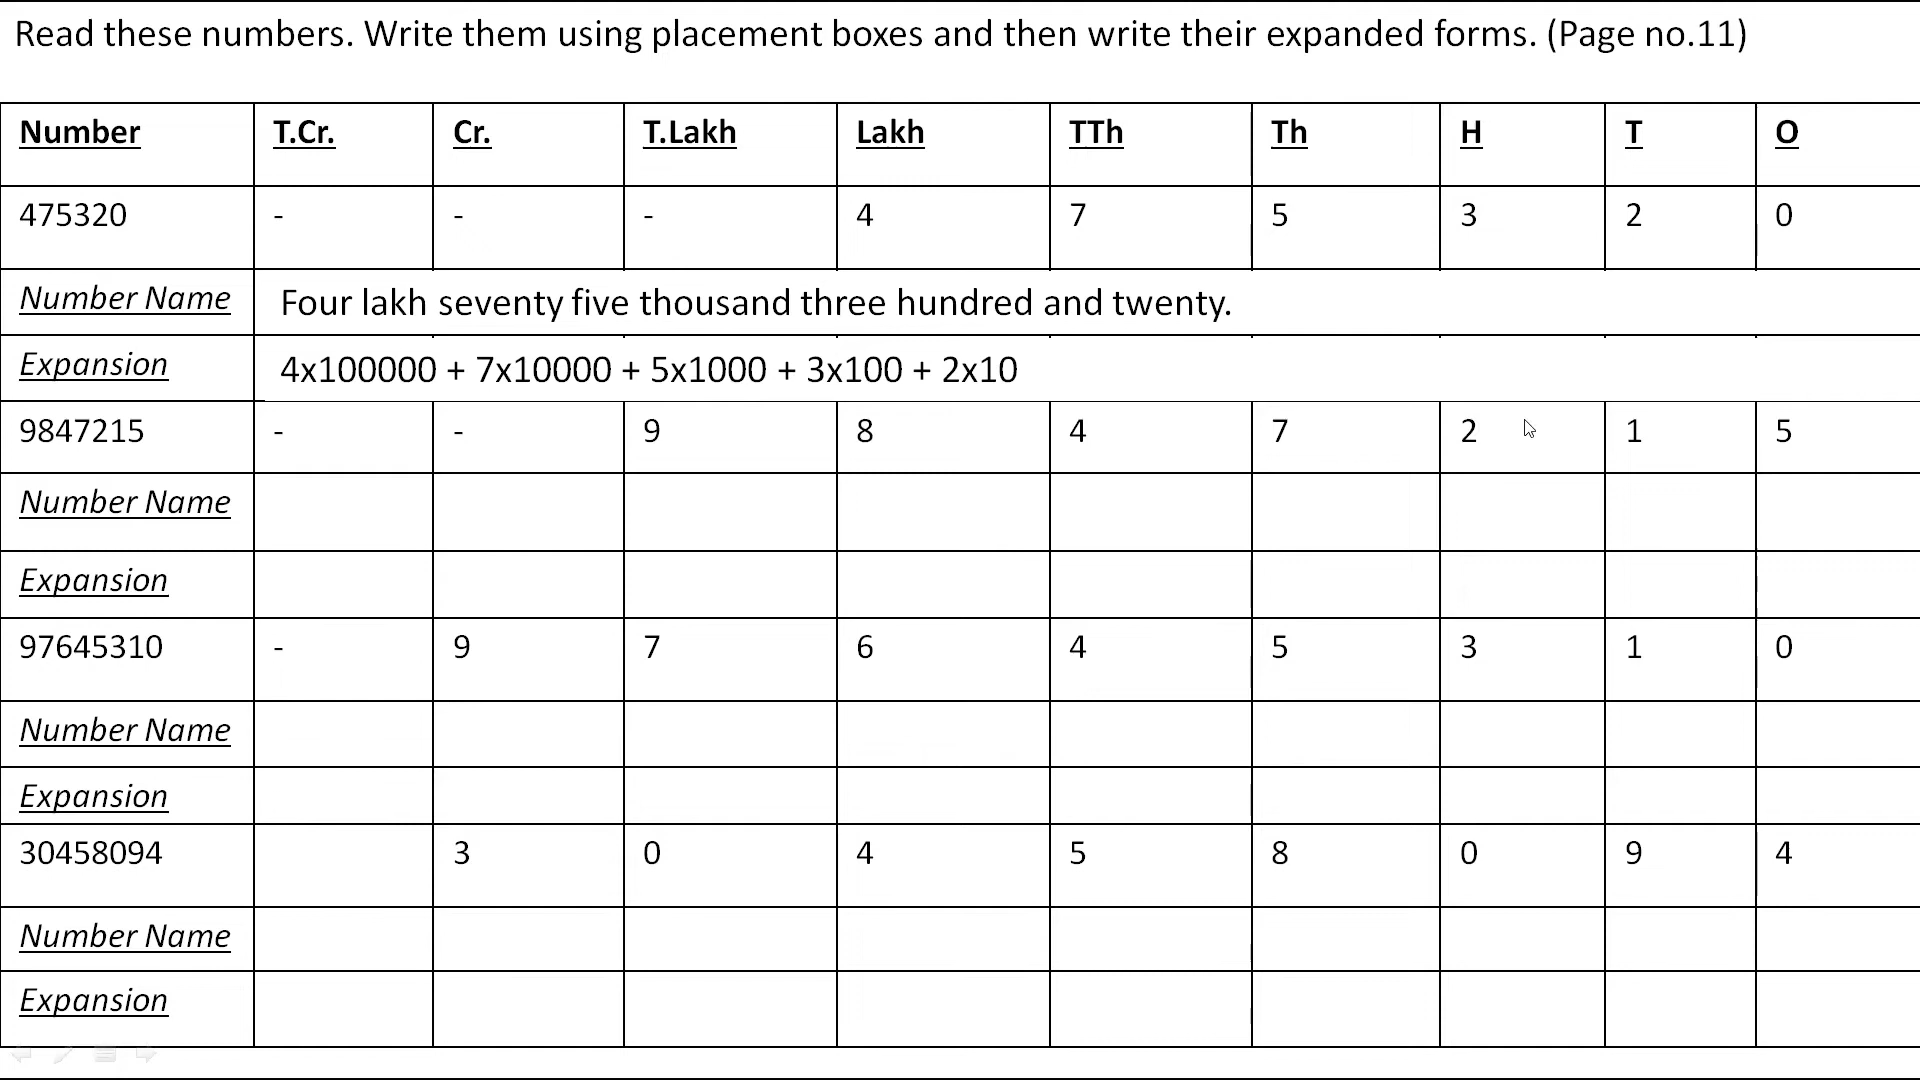 Read these numbers. Write them using placement boxes and then write their expanded forms. (Page no.11)
Number T.Cr. Cr. T.Lakh Lakh TTh Th H T O
475320 - - - 4 7 5 3 2 0
Number Name Four lakh seventy five thousand three hundred and twenty.
Expansion 4x100000 + 7x10000 + 5x1000 + 3x100 + 2x10
9847215 - - 9 8 4 7 2 1 5
Number Name
Expansion
97645310 - 9 7 6 4 5 3 1 0
Number Name
Expansion
30458094 3 0 4 5 8 0 9 4
Number Name
Expansion